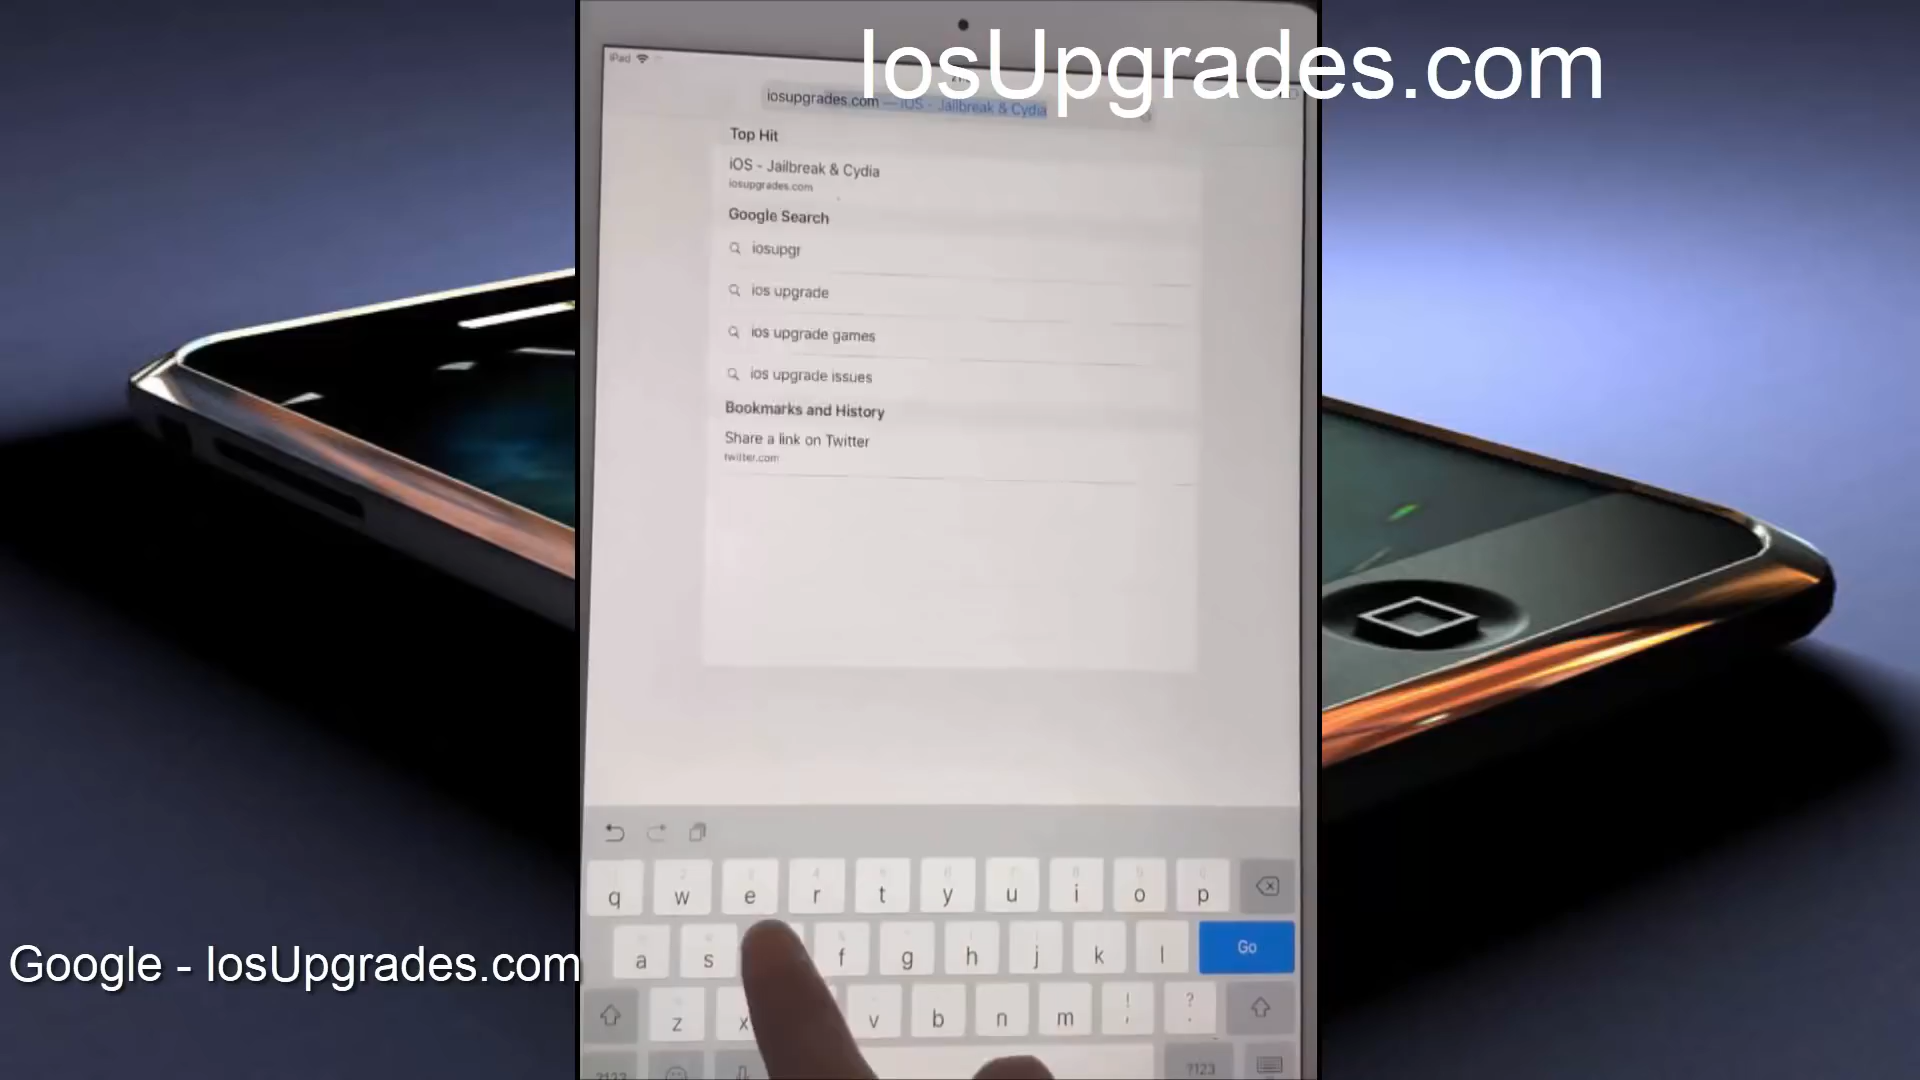 IosUpgrades.com
iPad
iosupgrades.com — iOS - Jailbreak & Cydia
Top Hit
iOS - Jailbreak & Cydia
iosupgrades.com
Google Search
iosupgr
ios upgrade
ios upgrade games
ios upgrade issues
Bookmarks and History
Share a link on Twitter
twitter.com
q w e r t y u i o p
a s f g h j k l Go
z x v b n m ! , ? .
?123 ?123
Google - IosUpgrades.com